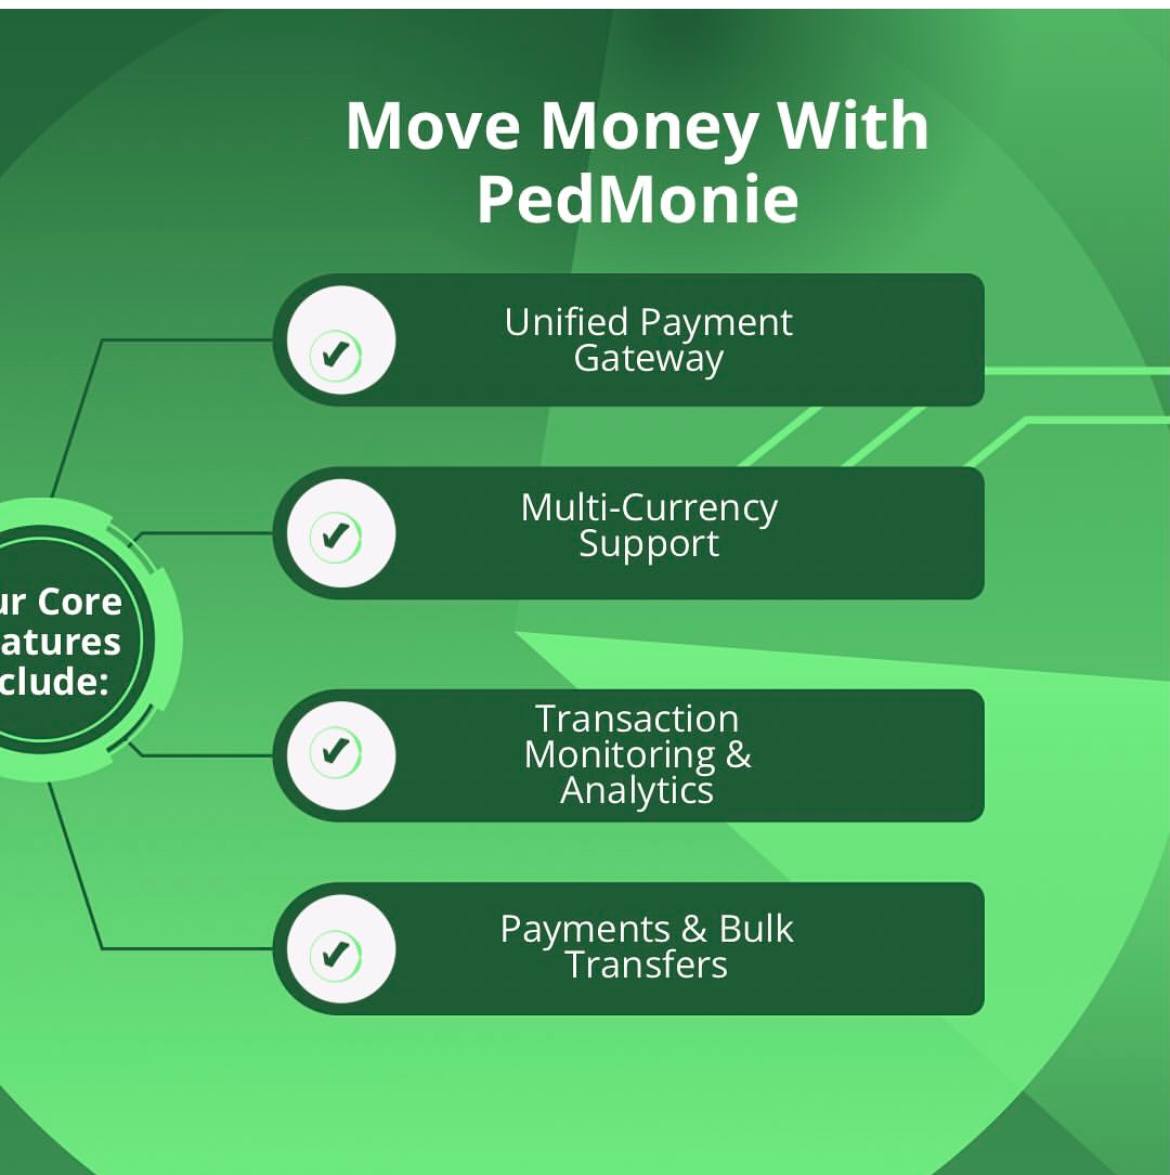 Move Money With
PedMonie
Unified Payment
Gateway
Multi-Currency
Support
ur Core
atures
clude:
Transaction
Monitoring &
Analytics
Payments & Bulk
Transfers